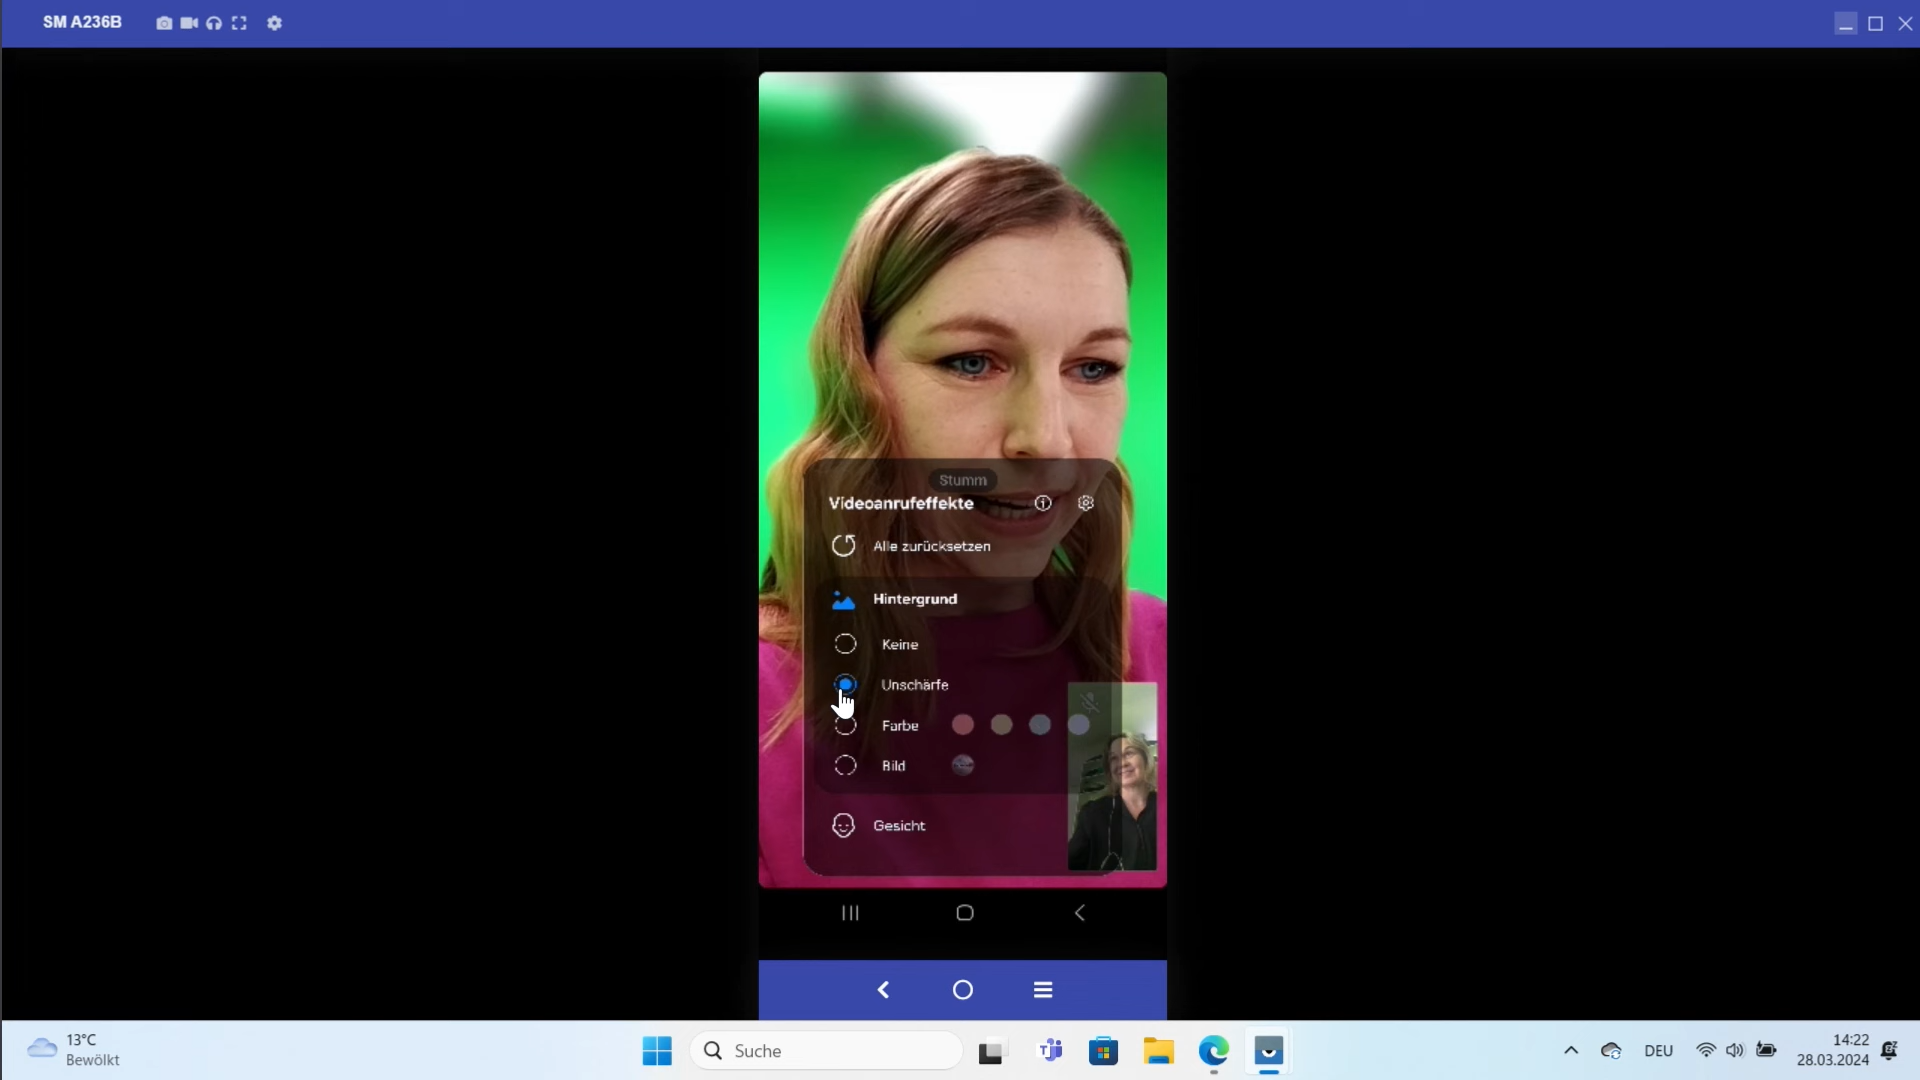 SM A236B
Stumm
Videoanrufeffekte
Alle zurücksetzen
Hintergrund
Keine
Unschärfe
Farbe
Bild
Gesicht
13°C
Bewölkt
Suche
DEU
14:22
28.03.2024